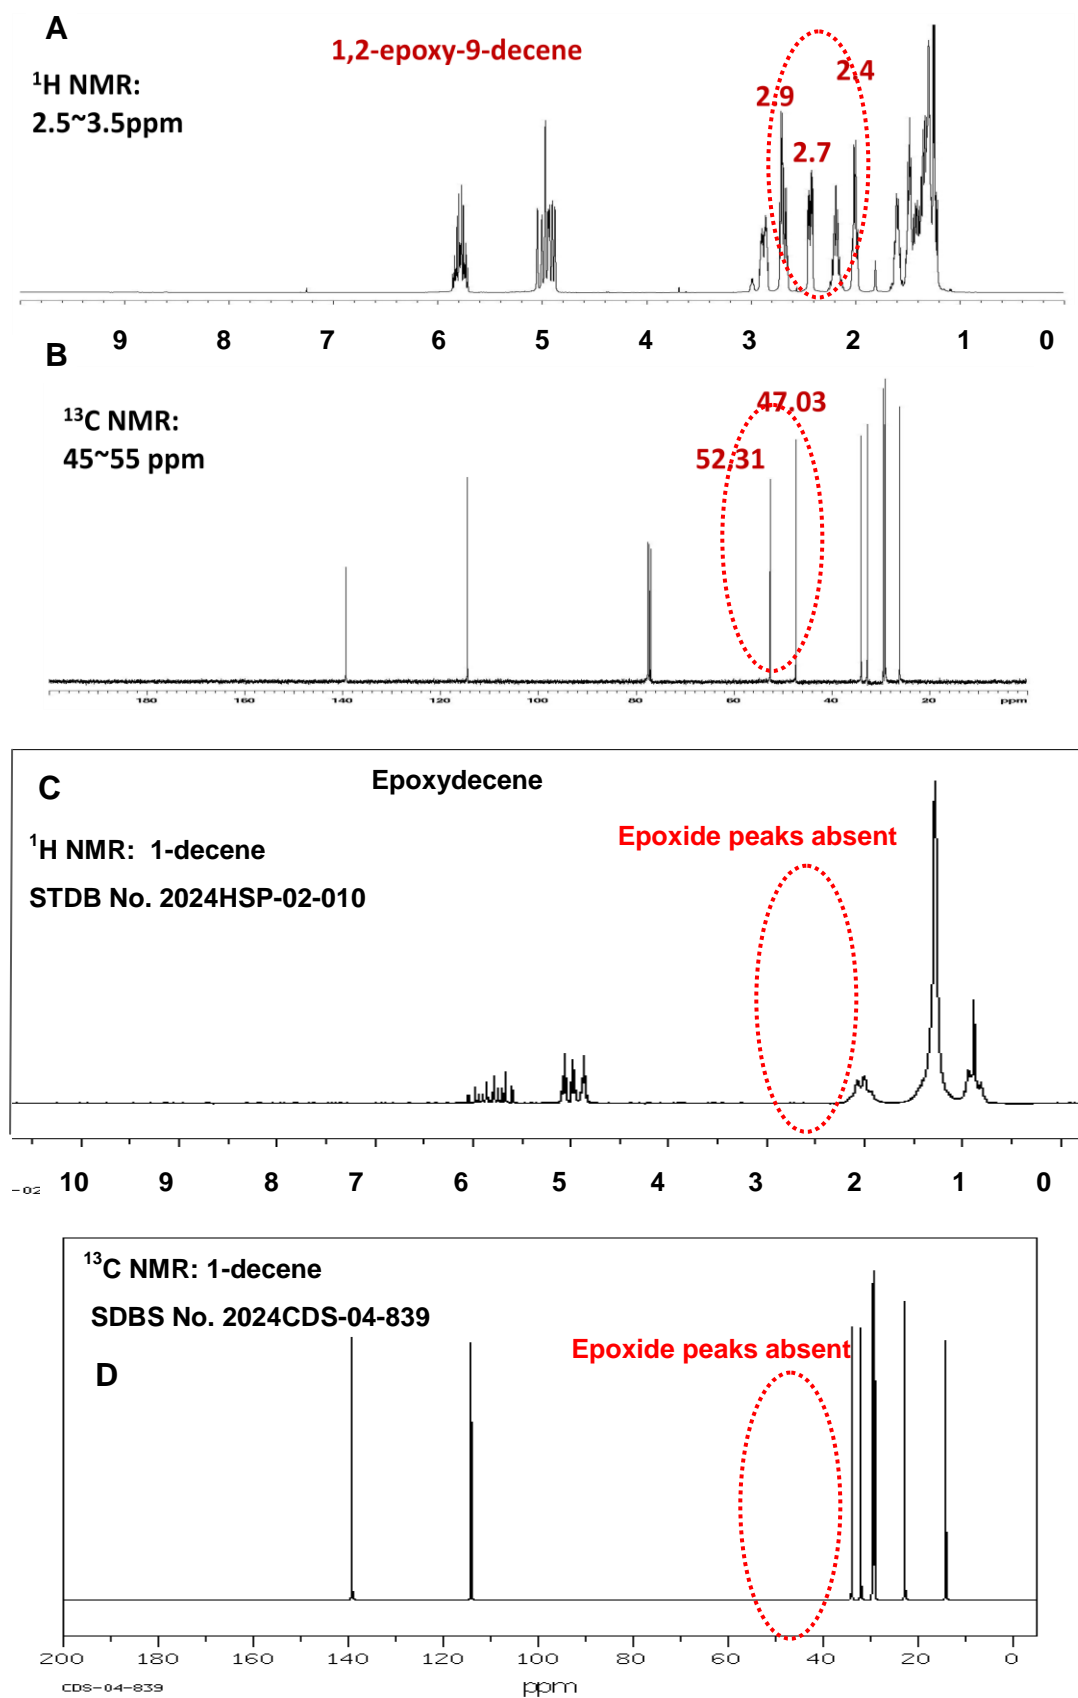 A
1,2-epoxy-9-decene
¹H NMR:
2.5~3.5ppm
2.9
2.7
2.4
9 8 7 6 5 4 3 2 1 0
B
¹³C NMR:
45~55 ppm
47.03
52.31
180 160 140 120 100 80 60 40 20 ppm
C
Epoxydecene
¹H NMR: 1-decene
Epoxide peaks absent
STDB No. 2024HSP-02-010
-02 10 9 8 7 6 5 4 3 2 1 0
¹³C NMR: 1-decene
SDBS No. 2024CDS-04-839
Epoxide peaks absent
D
200 180 160 140 120 100 80 60 40 20 0
CDS-04-839
ppm